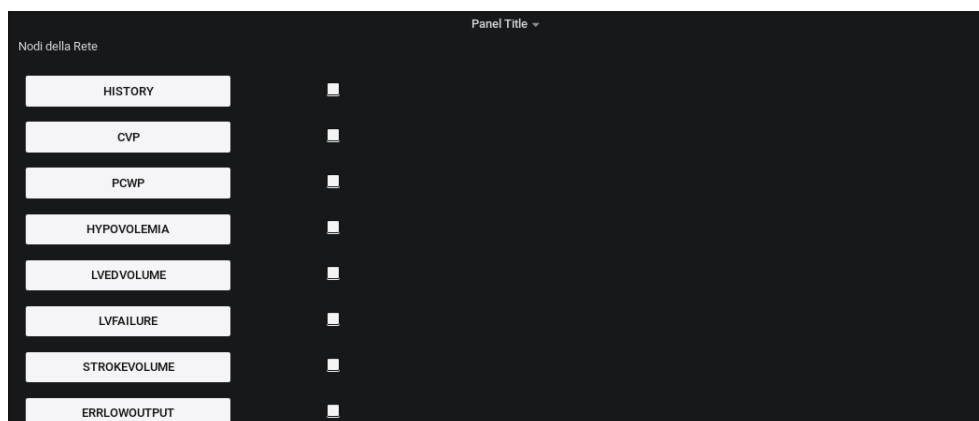 Panel Title
Nodi della Rete
HISTORY
CVP
PCWP
HYPOVOLEMIA
LVEDVOLUME
LVFAILURE
STROKEVOLUME
ERRLOWOUTPUT